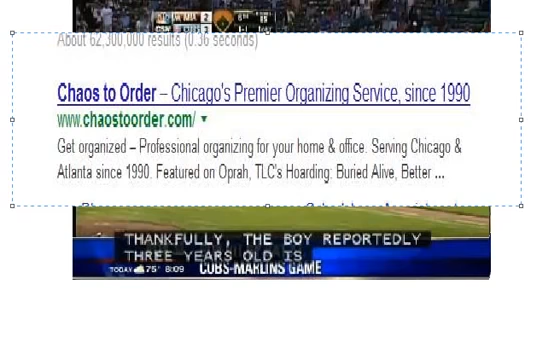 MIA 2
About 62,300,000 results (0.36 seconds)
Chaos to Order – Chicago's Premier Organizing Service, since 1990
www.chaostoorder.com/
Get organized – Professional organizing for your home & office. Serving Chicago &
Atlanta since 1990. Featured on Oprah, TLC's Hoarding: Buried Alive, Better ...
THANKFULLY, THE BOY REPORTEDLY
THREE YEARS OLD IS
TODAY 75° 8:09 CUBS-MARLINS GAME